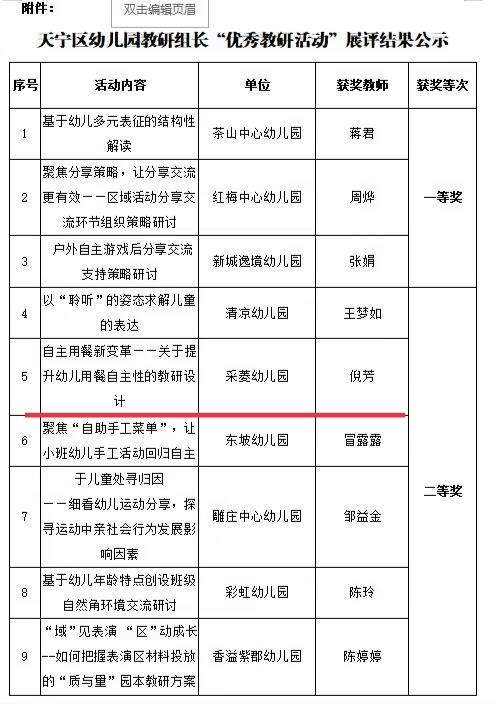 附件：
双击编辑页眉
天宁区幼儿园教研组长“优秀教研活动”展评结果公示
序号 活动内容 单位 获奖教师 获奖等次
1 基于幼儿多元表征的结构性
解读 茶山中心幼儿园 蒋君
2 聚焦分享策略，让分享交流
更有效——区域活动分享交
流环节组织策略研讨 红梅中心幼儿园 周烨 一等奖
3 户外自主游戏后分享交流
支持策略研讨 新城逸境幼儿园 张娟
4 以“聆听”的姿态求解儿童
的表达 清凉幼儿园 王梦如
5 自主用餐新变革——关于提
升幼儿用餐自主性的教研设
计 采菱幼儿园 倪芳
6 聚焦“自助手工菜单”，让
小班幼儿手工活动回归自主 东坡幼儿园 冒露露
二等奖
7 于儿童处寻归因
——细看幼儿运动分享，探
寻运动中亲社会行为发展影
响因素 雕庄中心幼儿园 邹益金
8 基于幼儿年龄特点创设班级
自然角环境交流研讨 彩虹幼儿园 陈玲
9 “域”见表演 “区”动成长
--如何把握表演区材料投放
的“质与量”园本教研方案 香溢紫郡幼儿园 陈婷婷